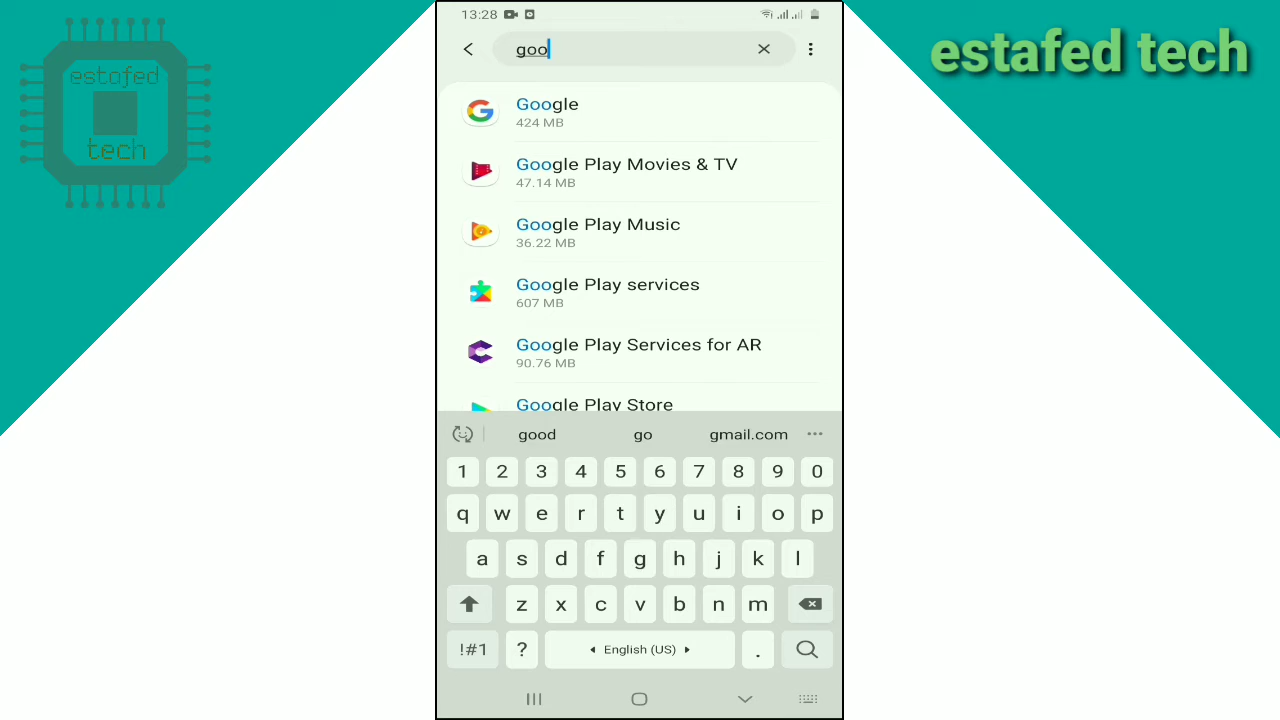 estafed
tech
estafed tech
13:28
goo
Google
424 MB
Google Play Movies & TV
47.14 MB
Google Play Music
36.22 MB
Google Play services
607 MB
Google Play Services for AR
90.76 MB
Google Play Store
good go gmail.com
1 2 3 4 5 6 7 8 9 0
q w e r t y u i o p
a s d f g h j k l
z x c v b n m
!#1 ? English (US) .